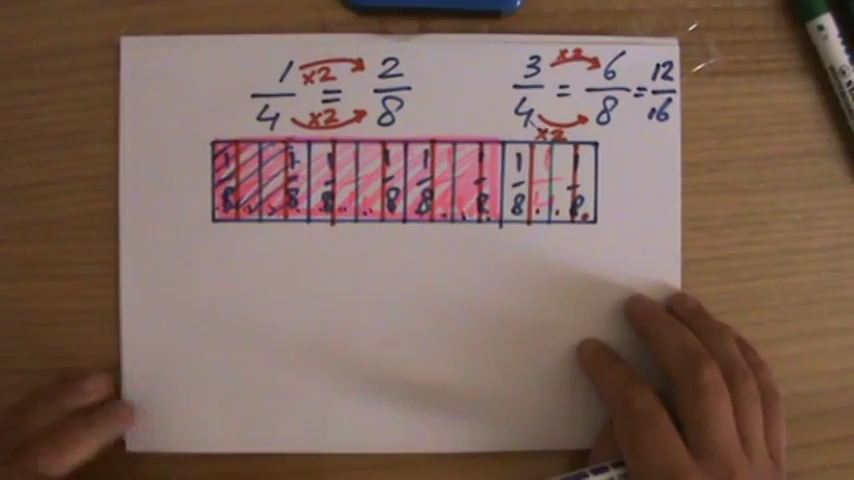 1/4 = 2/8
×2
×2
3/4 = 6/8 = 12/16
×2
×2
1/8 1/8 1/8 1/8 1/8 1/8 1/8 1/8